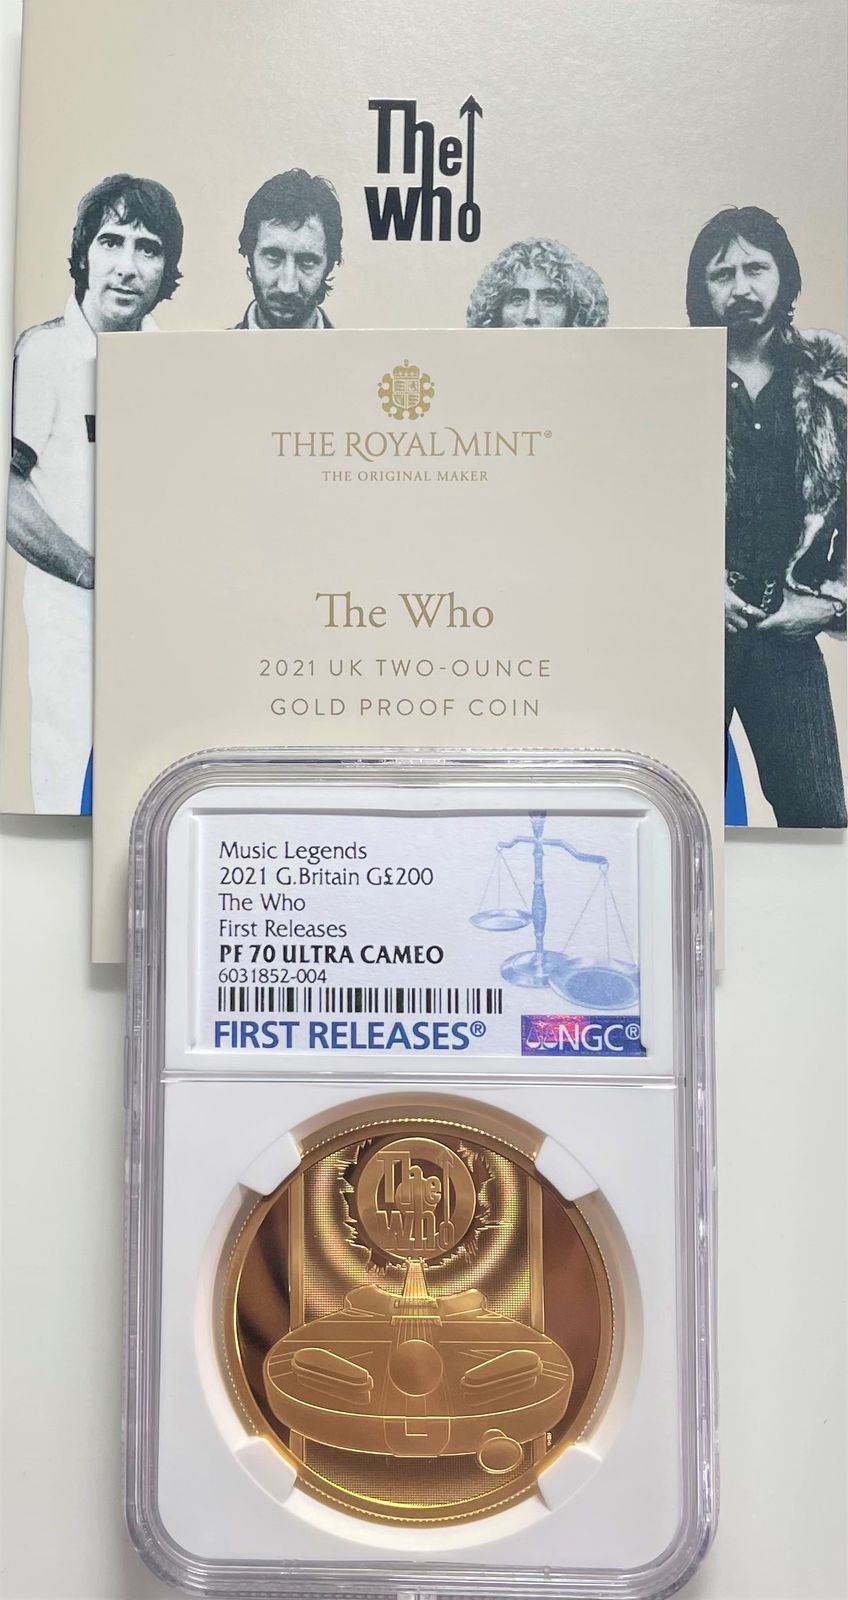 The
who
THE ROYAL MINT®
THE ORIGINAL MAKER
The Who
2021 UK TWO-OUNCE
GOLD PROOF COIN
Music Legends
2021 G.Britain G£200
The Who
First Releases
PF 70 ULTRA CAMEO
6031852-004
FIRST RELEASES®
NGC®
The
who